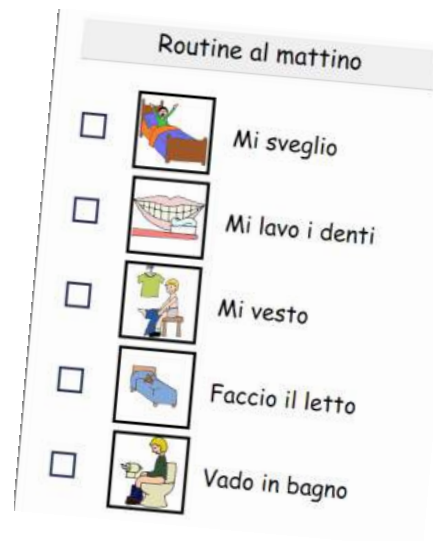 Routine al mattino
Mi sveglio
Mi lavo i denti
Mi vesto
Faccio il letto
Vado in bagno